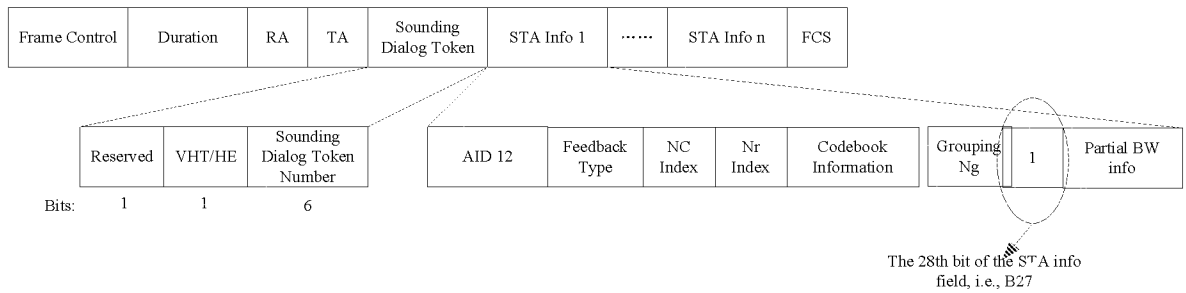 Frame Control Duration RA TA Sounding Dialog Token STA Info 1 ...... STA Info n FCS
Reserved VHT/HE Sounding Dialog Token Number AID 12 Feedback Type NC Index Nr Index Codebook Information Grouping Ng 1 Partial BW info
Bits: 1 1 6
The 28th bit of the STA info
field, i.e., B27